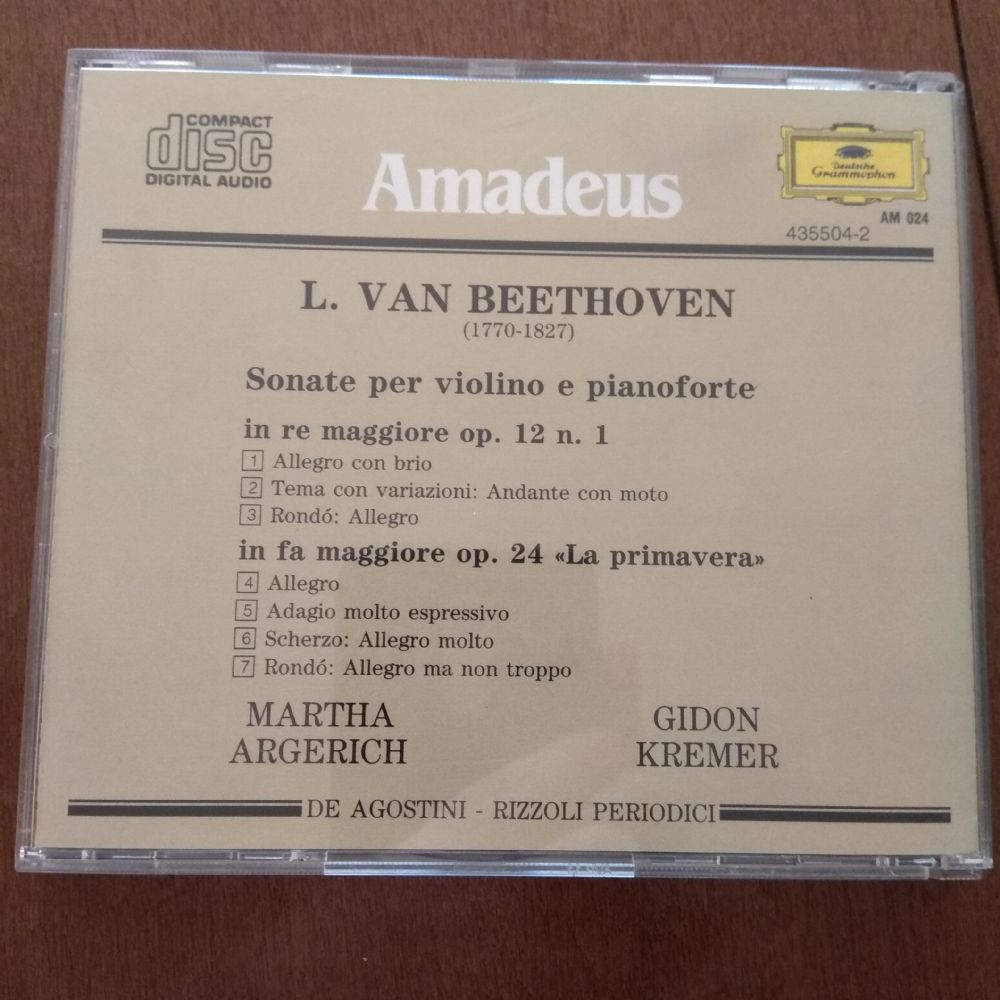 COMPACT
disc
DIGITAL AUDIO
Amadeus
Deutsche
Grammophon
AM 024
435504-2
L. VAN BEETHOVEN
(1770-1827)
Sonate per violino e pianoforte
in re maggiore op. 12 n. 1
1 Allegro con brio
2 Tema con variazioni: Andante con moto
3 Rondó: Allegro
in fa maggiore op. 24 «La primavera»
4 Allegro
5 Adagio molto espressivo
6 Scherzo: Allegro molto
7 Rondó: Allegro ma non troppo
MARTHA
ARGERICH
GIDON
KREMER
DE AGOSTINI - RIZZOLI PERIODICI